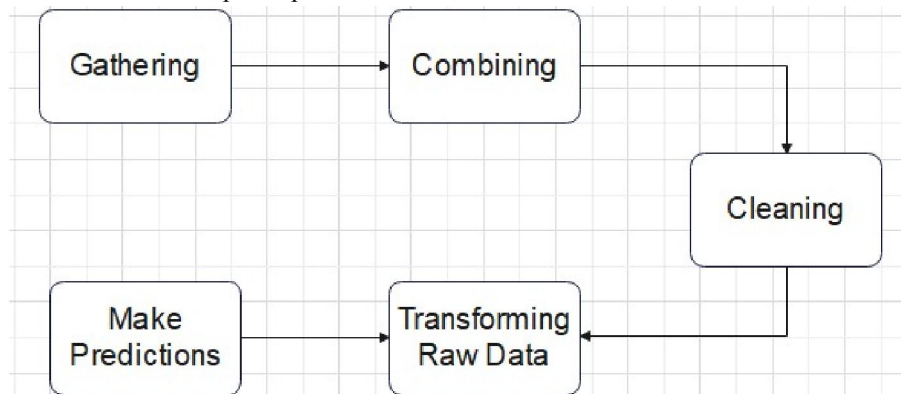 Gathering
Combining
Cleaning
Make
Predictions
Transforming
Raw Data